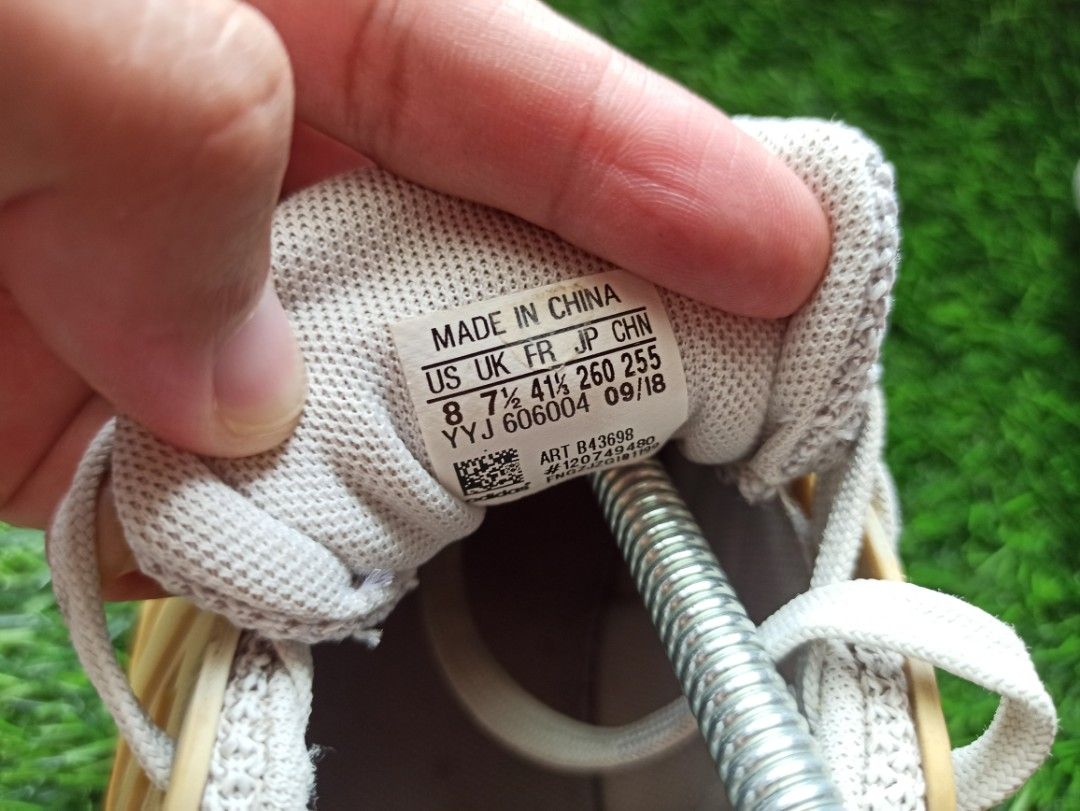 MADE IN CHINA
US UK FR JP CHN
8 7½ 41⅓ 260 255
YYJ 606004 09/18
ART B43698
#120749480
adidas